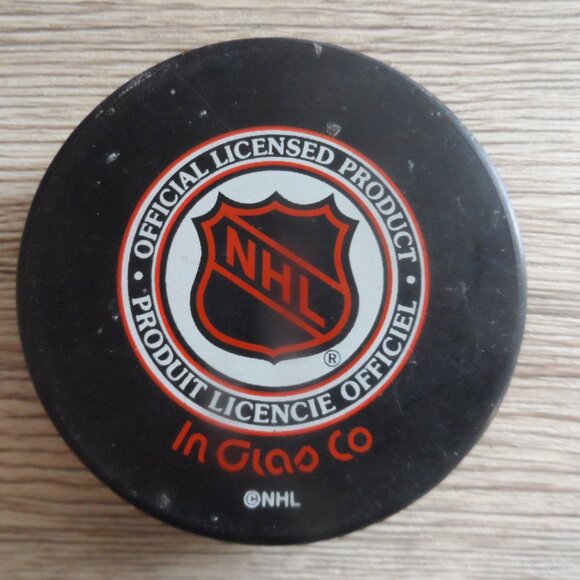 • OFFICIAL LICENSED PRODUCT •
NHL
®
PRODUIT LICENCIE OFFICIEL
In Glas Co
©NHL